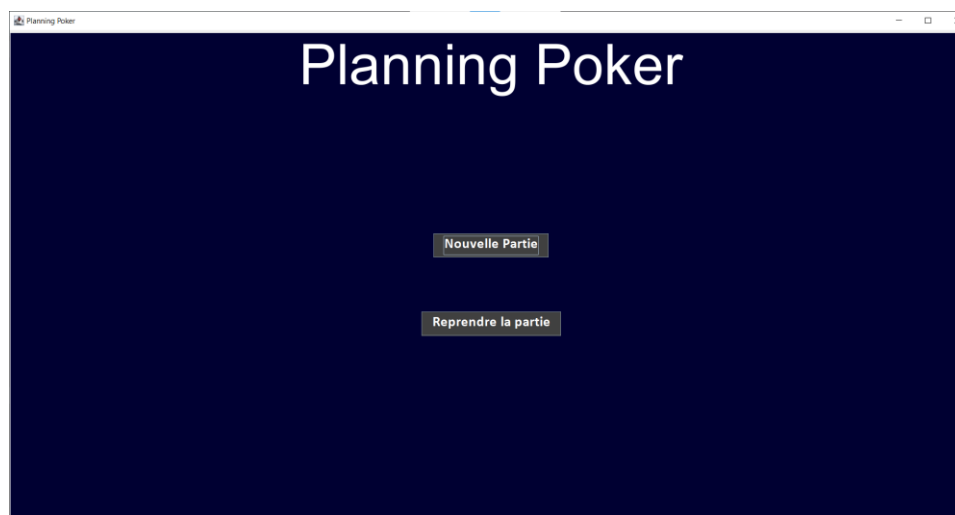 Planning Poker
Planning Poker
Nouvelle Partie
Reprendre la partie